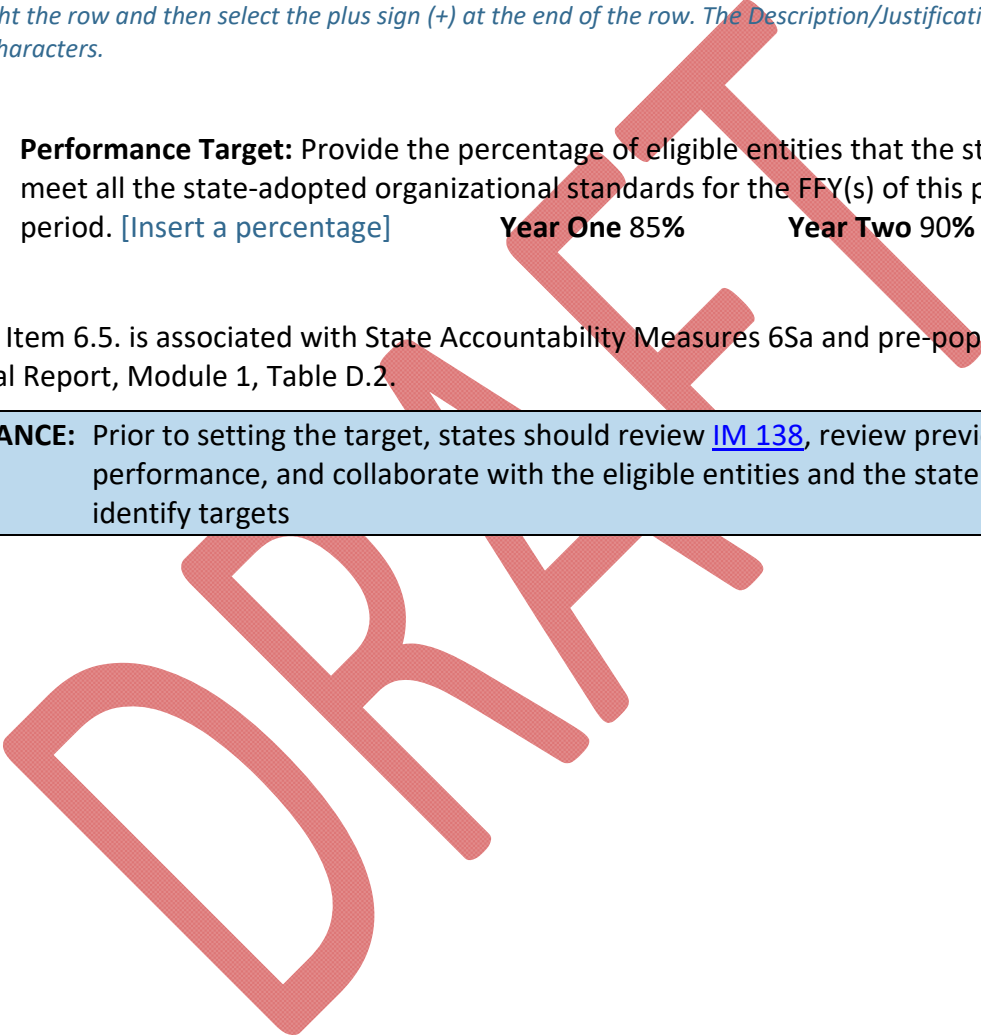 ht the row and then select the plus sign (+) at the end of the row. The Description/Justificati
haracters.
Performance Target: Provide the percentage of eligible entities that the st
meet all the state-adopted organizational standards for the FFY(s) of this p
period. [Insert a percentage] Year One 85% Year Two 90%
Item 6.5. is associated with State Accountability Measures 6Sa and pre-pop
al Report, Module 1, Table D.2.
ANCE: Prior to setting the target, states should review IM 138, review previ
performance, and collaborate with the eligible entities and the state
identify targets
DRAFT